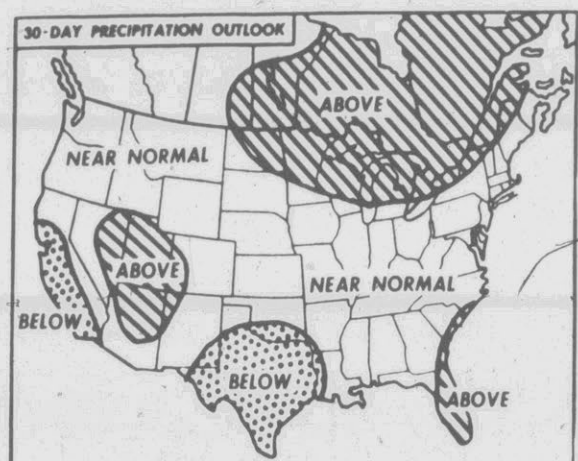 30-DAY PRECIPITATION OUTLOOK
ABOVE
NEAR NORMAL
ABOVE
NEAR NORMAL
BELOW
BELOW
ABOVE